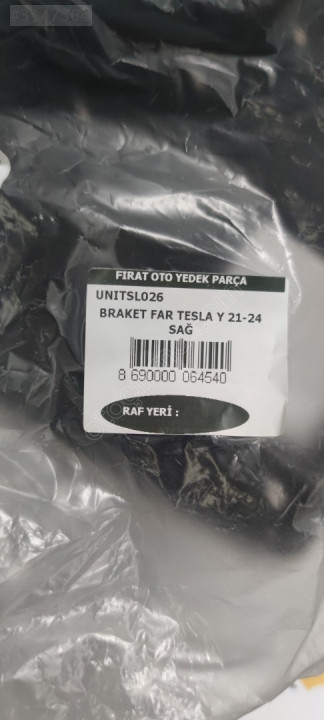 FIRAT OTO YEDEK PARÇA
UNITSL026
BRAKET FAR TESLA Y 21-24
SAĞ
8 690000 064540
RAF YERİ :